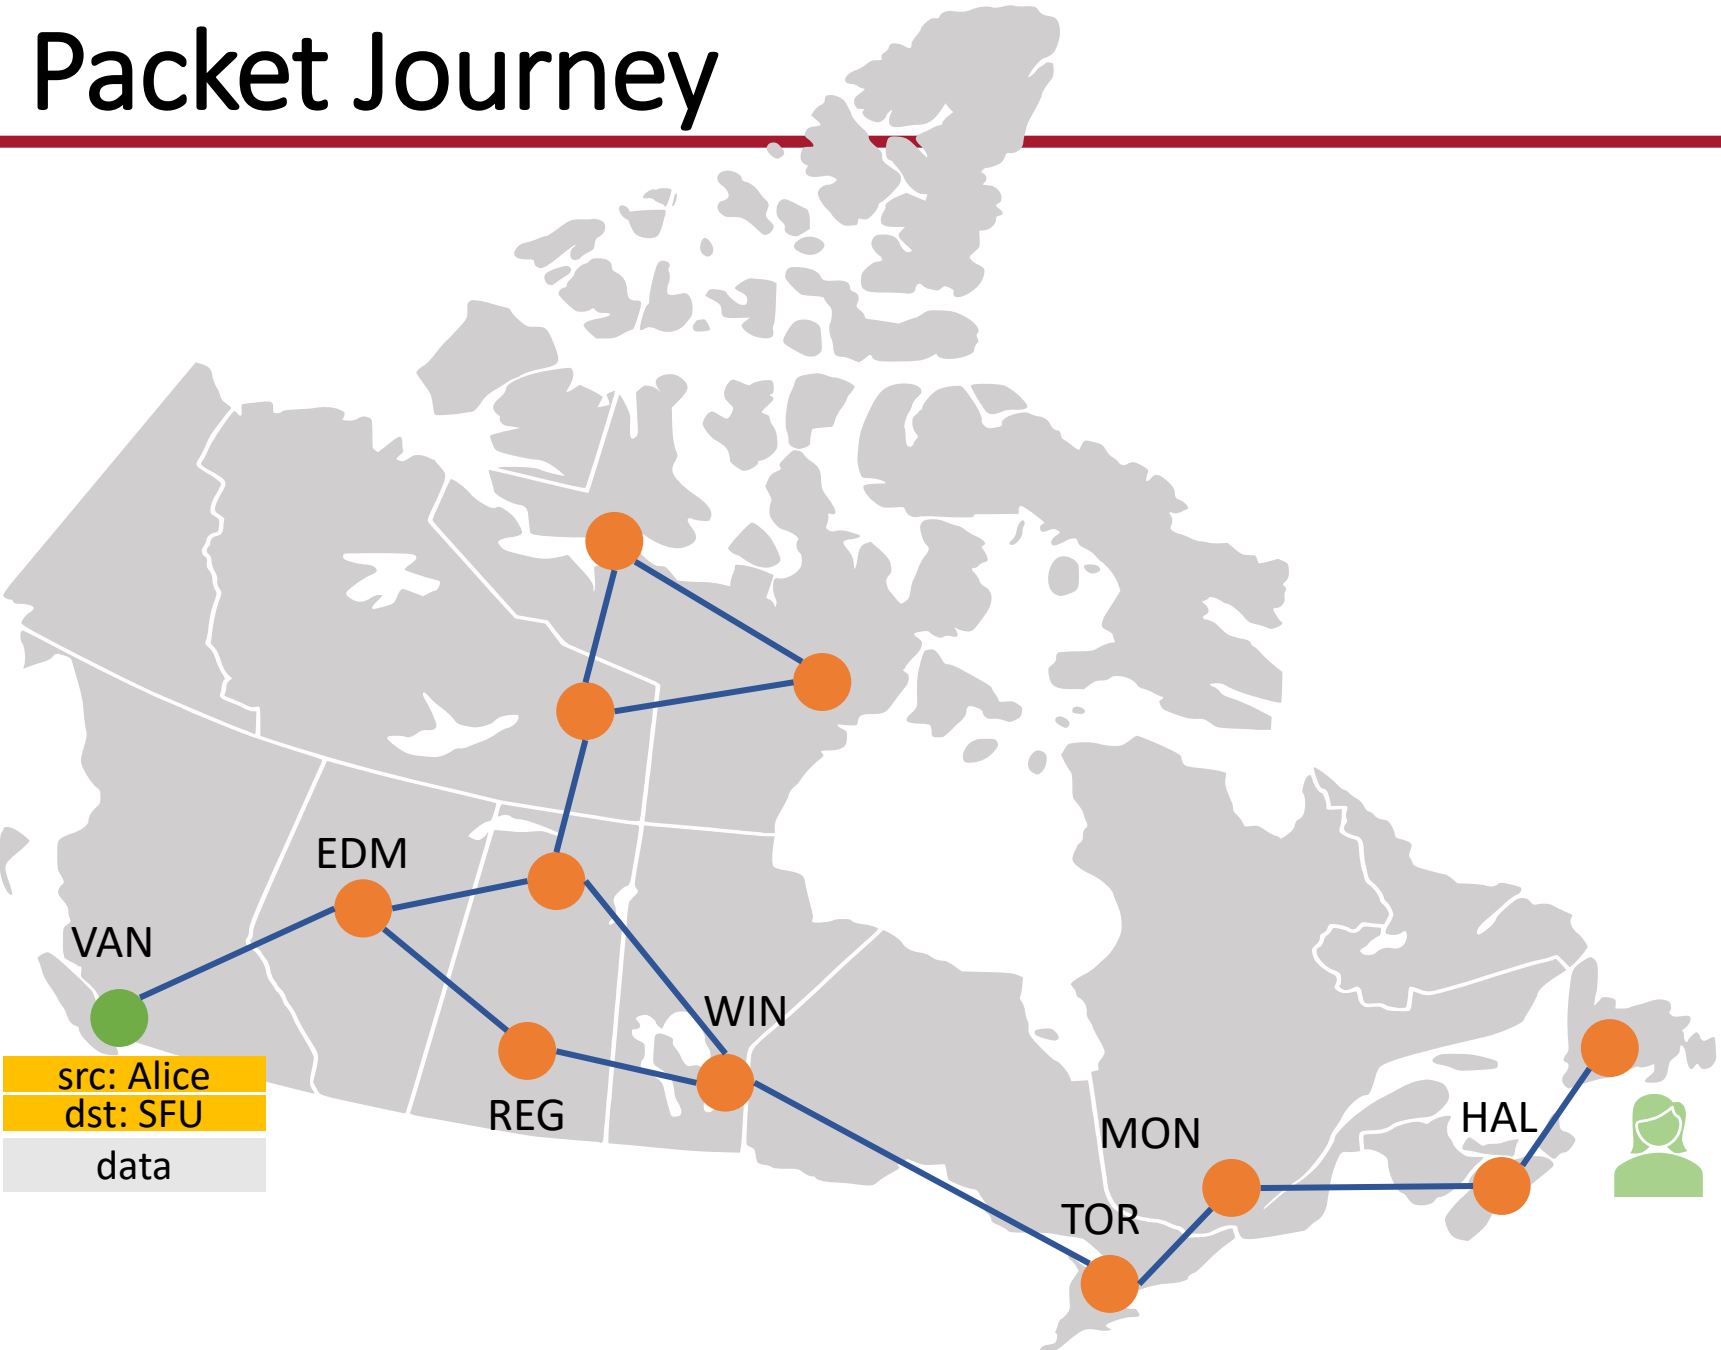 Packet Journey
EDM
VAN
WIN
src: Alice
dst: SFU
data
REG
MON
HAL
TOR